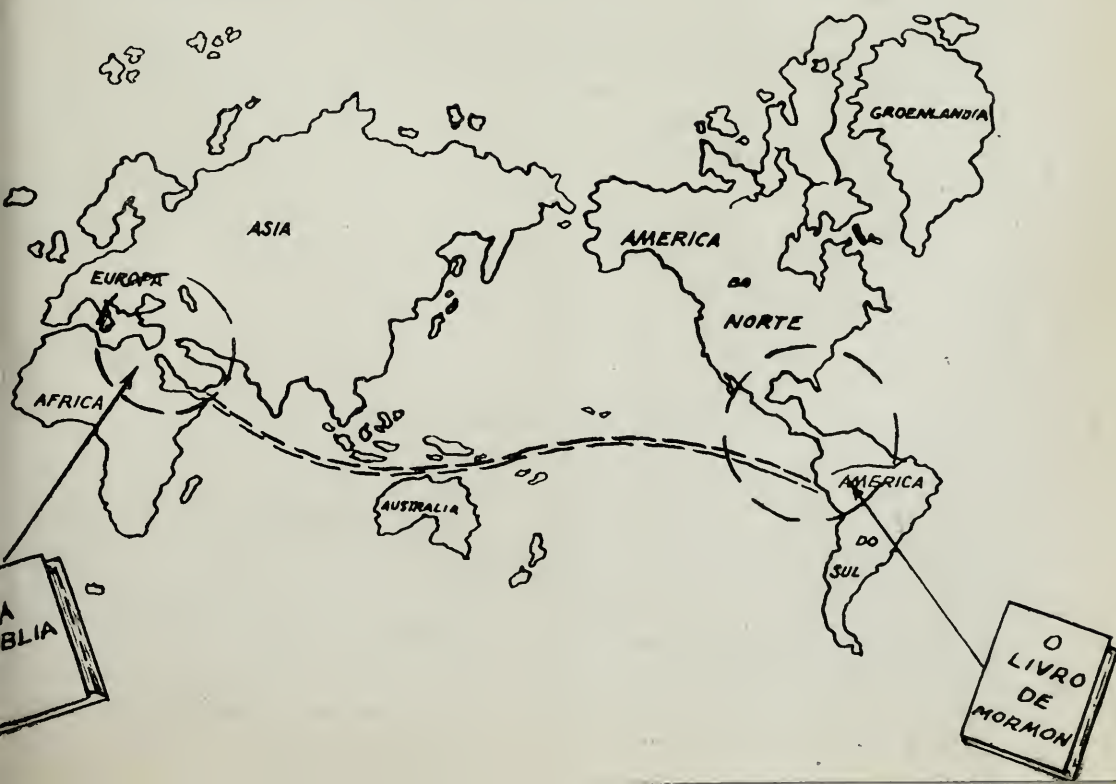 GROENLANDIA
ASIA
AMERICA
DO
NORTE
EUROPA
AFRICA
AMERICA
DO
SUL
AUSTRALIA
A
BLIA
O
LIVRO
DE
MORMON